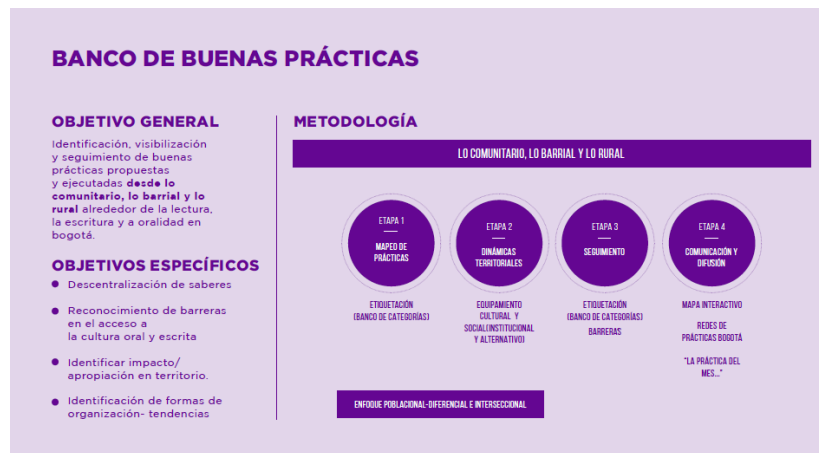 BANCO DE BUENAS PRÁCTICAS
OBJETIVO GENERAL
Identificación, visibilización
y seguimiento de buenas
prácticas propuestas
y ejecutadas desde lo
comunitario, lo barrial y lo
rural alrededor de la lectura,
la escritura y a oralidad en
bogotá.
OBJETIVOS ESPECÍFICOS
Descentralización de saberes
Reconocimiento de barreras
en el acceso a
la cultura oral y escrita
Identificar impacto/
apropiación en territorio.
Identificación de formas de
organización- tendencias
METODOLOGÍA
LO COMUNITARIO, LO BARRIAL Y LO RURAL
ETAPA 1
MAPEO DE
PRÁCTICAS
ETIQUETACIÓN
(BANCO DE CATEGORÍAS)
ETAPA 2
DINÁMICAS
TERRITORIALES
EQUIPAMIENTO
CULTURAL Y
SOCIAL(INSTITUCIONAL
Y ALTERNATIVO)
ETAPA 3
SEGUIMIENTO
ETIQUETACIÓN
(BANCO DE CATEGORÍAS)
BARRERAS
ETAPA 4
COMUNICACIÓN Y
DIFUSIÓN
MAPA INTERACTIVO
REDES DE
PRÁCTICAS BOGOTÁ
"LA PRÁCTICA DEL
MES..."
ENFOQUE POBLACIONAL-DIFERENCIAL E INTERSECCIONAL